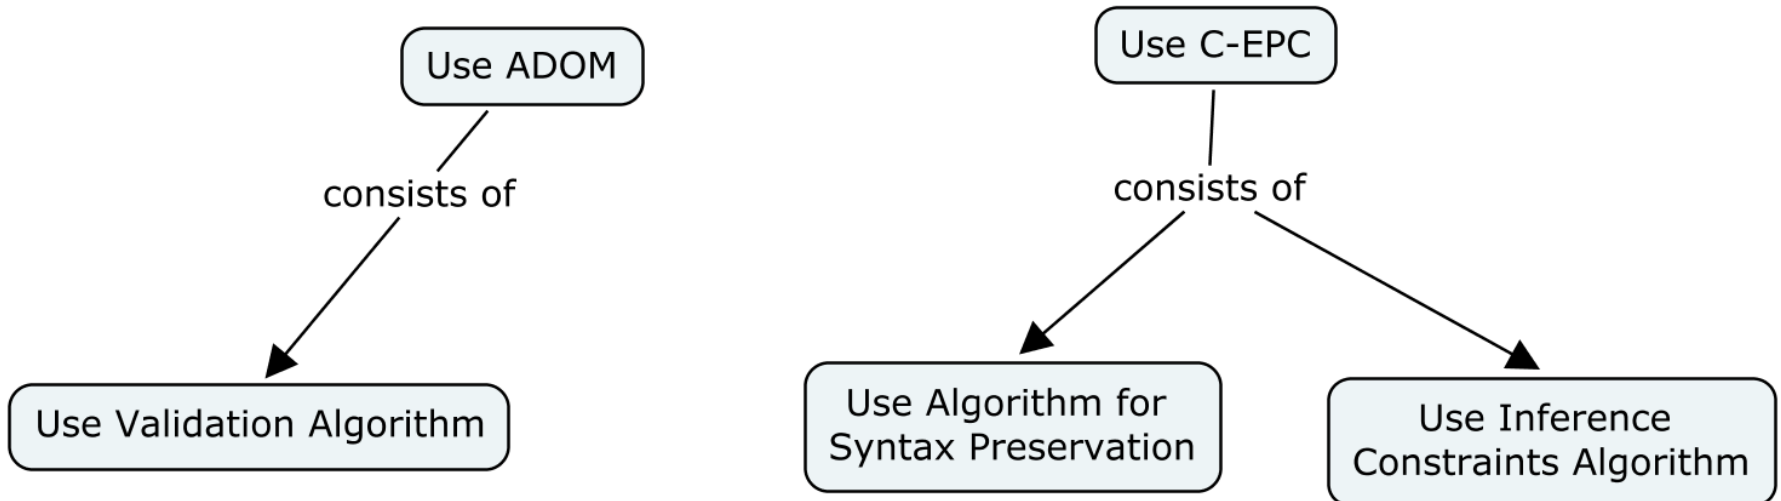 Use ADOM
consists of
Use Validation Algorithm
Use C-EPC
consists of
Use Algorithm for
Syntax Preservation
Use Inference
Constraints Algorithm